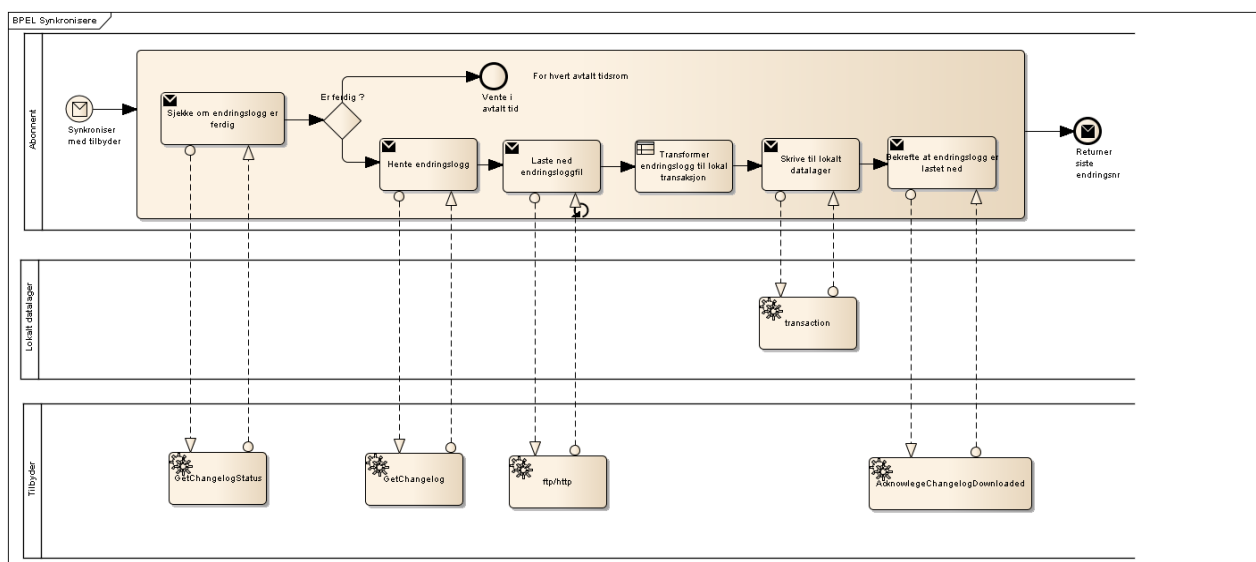 BPEL Synkronisere
Abonnent
Synkroniser
med tilbyder
Sjekke om endringslogg er
ferdig
Er ferdig ?
Vente i
avtalt tid
For hvert avtalt tidsrom
Hente endringslogg
Laste ned
endringsloggfil
Transformer
endringslogg til lokal
transaksjon
Skrive til lokalt
datalager
Bekrefte at endringslogg er
lastet ned
Returner
siste
endringsnr
Lokalt datalager
transaction
Tilbyder
GetChangelogStatus
GetChangelog
ftp/http
AcknowlegeChangelogDownloaded